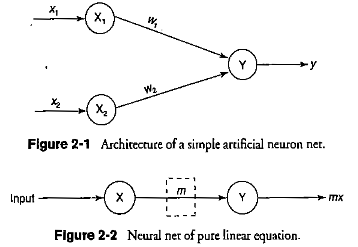 x₁
X₁
w₁
Y
y
x₂
X₂
w₂
Figure 2-1 Architecture of a simple artificial neuron net.
Input
X
m
Y
mx
Figure 2-2 Neural net of pure linear equation.